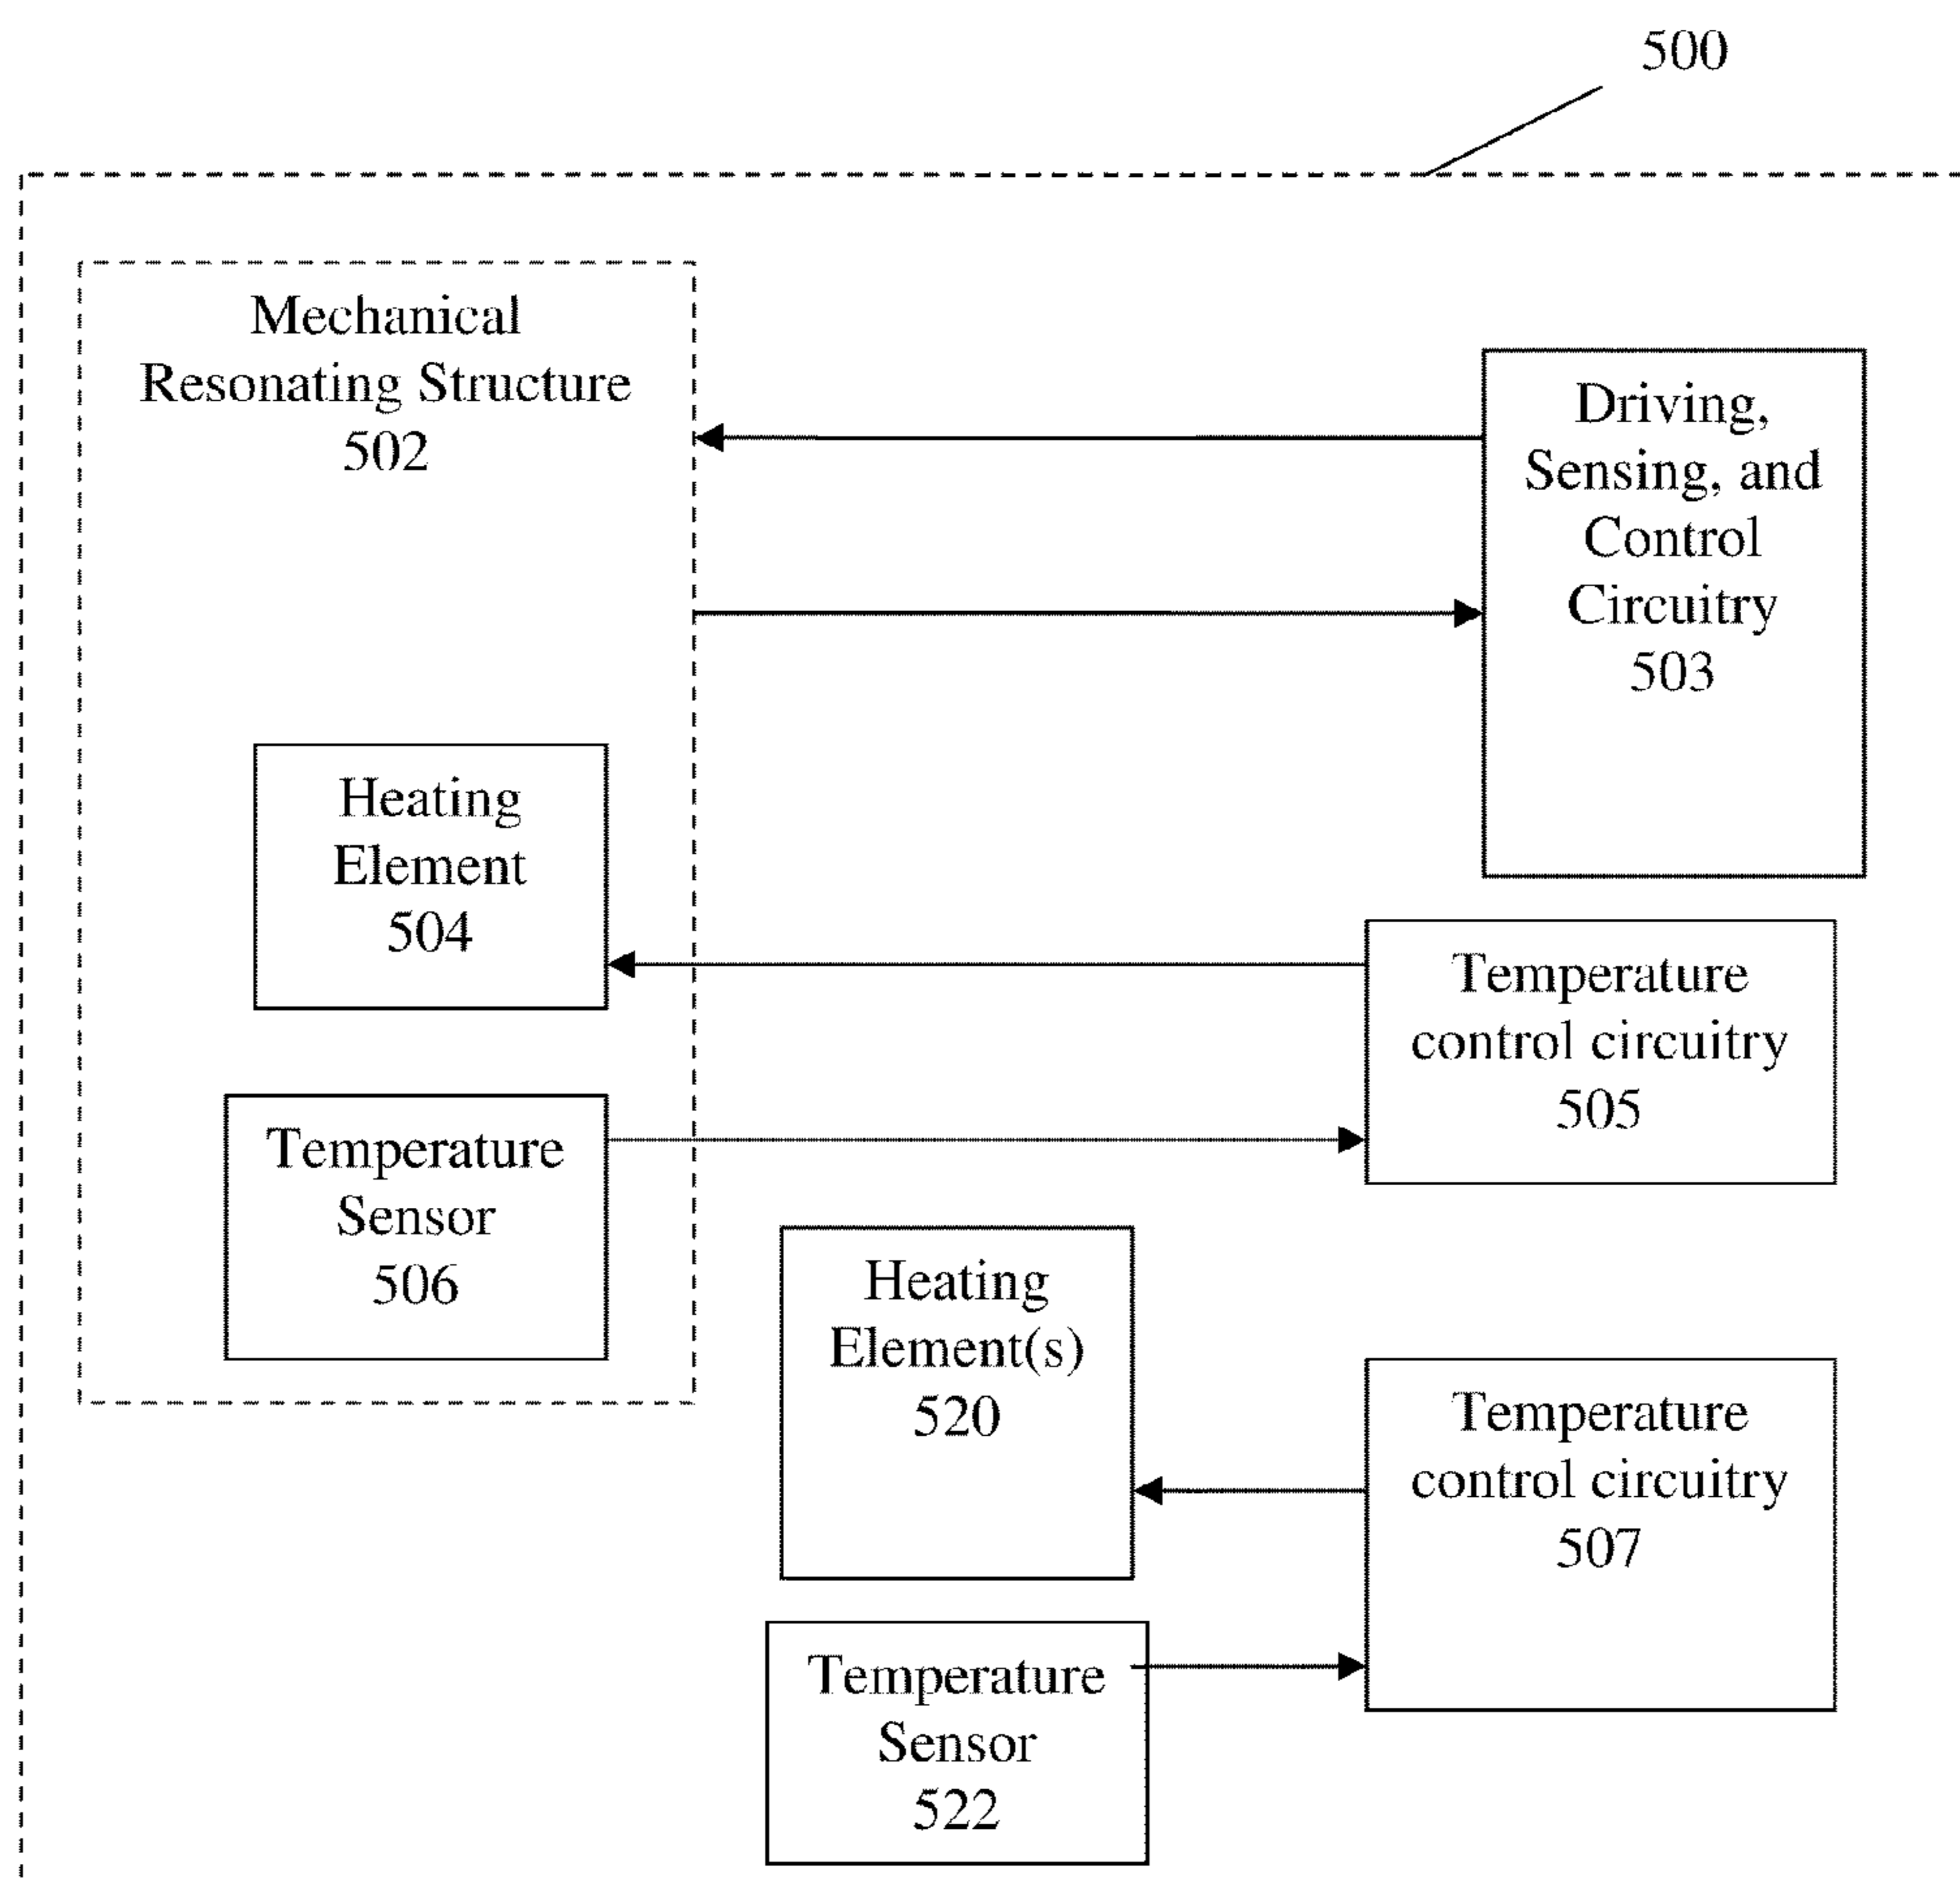 500
Mechanical
Resonating Structure
502
Driving,
Sensing, and
Control
Circuitry
503
Heating
Element
504
Temperature
control circuitry
505
Temperature
Sensor
506
Heating
Element(s)
520
Temperature
control circuitry
507
Temperature
Sensor
522